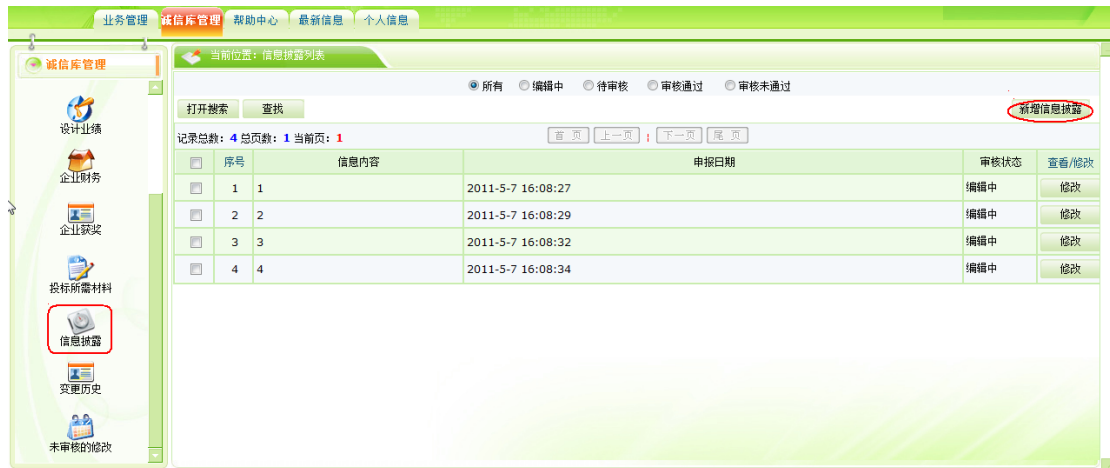 业务管理 诚信库管理 帮助中心 最新信息 个人信息
诚信库管理
当前位置：信息披露列表
所有 编辑中 待审核 审核通过 审核未通过
打开搜索 查找 新增信息披露
记录总数：4 总页数：1 当前页：1 首 页 上一页 下一页 尾 页
序号 信息内容 申报日期 审核状态 查看/修改
1 1 2011-5-7 16:08:27 编辑中 修改
2 2 2011-5-7 16:08:29 编辑中 修改
3 3 2011-5-7 16:08:32 编辑中 修改
4 4 2011-5-7 16:08:34 编辑中 修改
设计业绩
企业财务
企业获奖
投标所需材料
信息披露
变更历史
未审核的修改